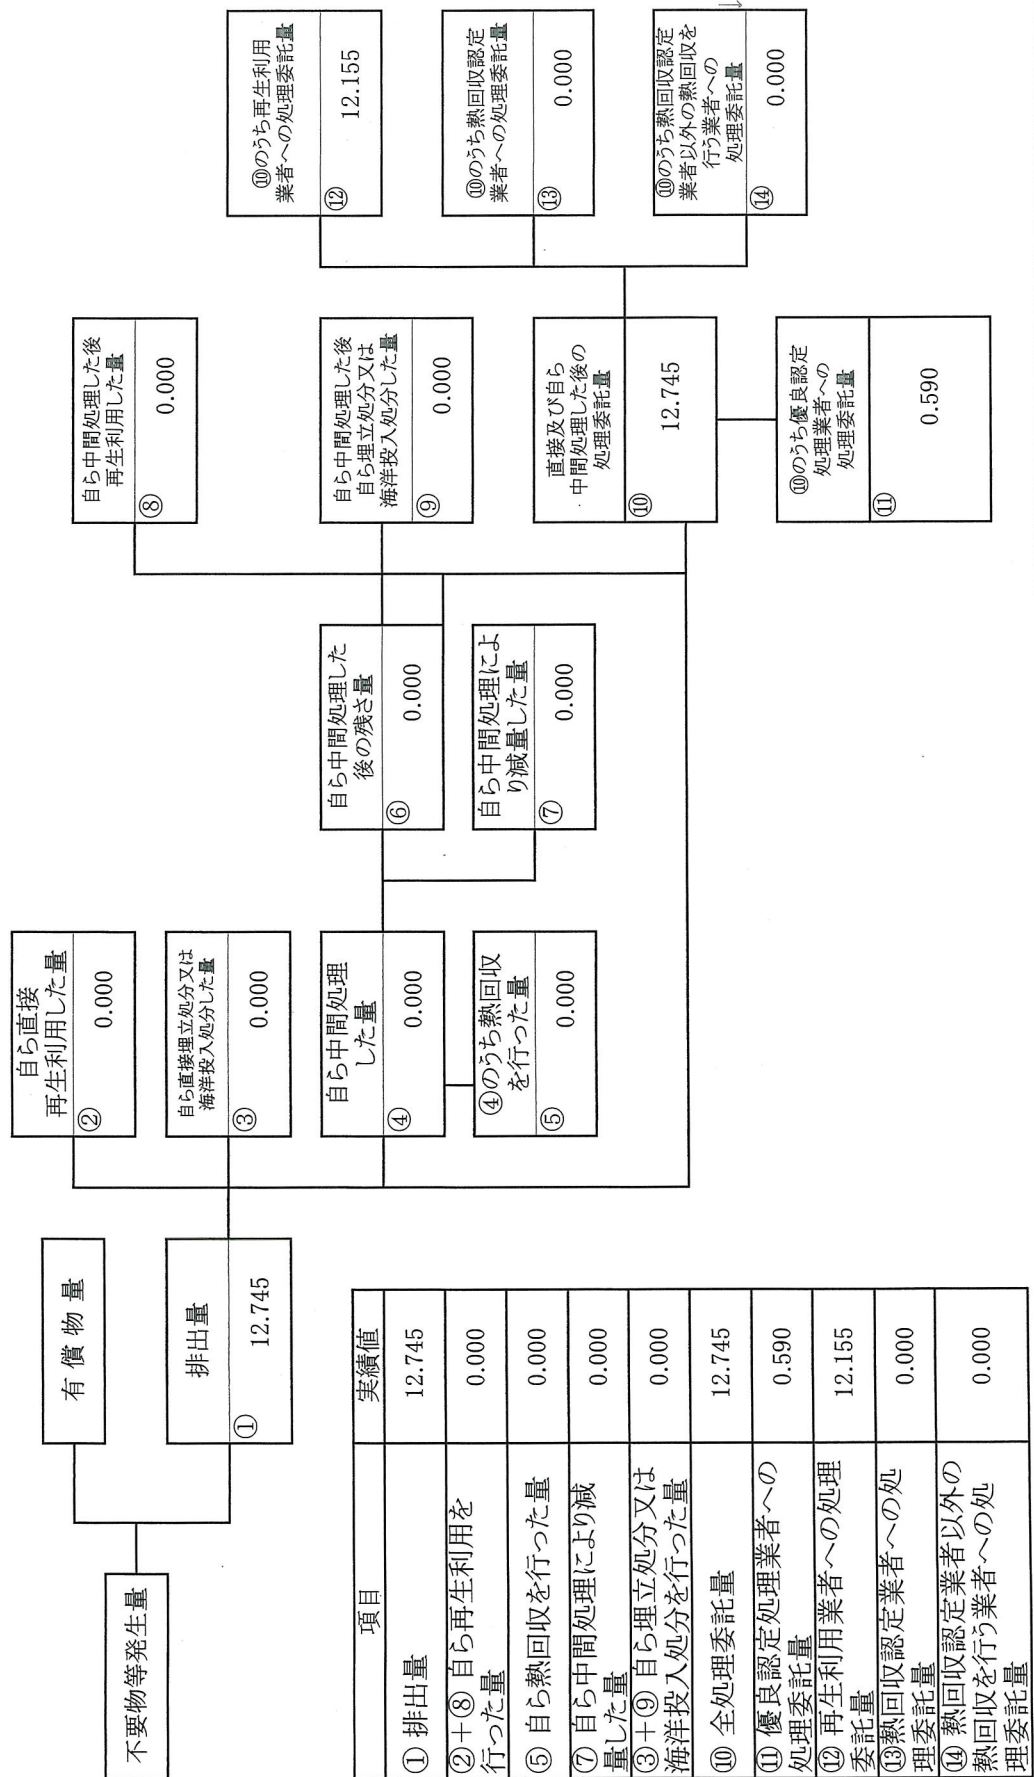 不要物等発生量
有償物量
排出量
① 12.745
自ら直接
再生利用した量
② 0.000
自ら直接埋立処分又は
海洋投入処分した量
③ 0.000
自ら中間処理
した量
④ 0.000
④のうち熱回収
を行った量
⑤ 0.000
自ら中間処理した
後の残さ量
⑥ 0.000
自ら中間処理によ
り減量した量
⑦ 0.000
自ら中間処理した後
再生利用した量
⑧ 0.000
自ら中間処理した後
自ら埋立処分又は
海洋投入処分した量
⑨ 0.000
直接及び自ら
中間処理した後の
処理委託量
⑩ 12.745
⑩のうち優良認定
処理業者への
処理委託量
⑪ 0.590
⑩のうち再生利用
業者への処理委託量
⑫ 12.155
⑩のうち熱回収認定
業者への処理委託量
⑬ 0.000
⑩のうち熱回収認定
業者以外の熱回収を
行う業者への
処理委託量
⑭ 0.000
項目 実績値
① 排出量 12.745
②+⑧ 自ら再生利用を
行った量 0.000
⑤ 自ら熱回収を行った量 0.000
⑦ 自ら中間処理により減
量した量 0.000
③+⑨ 自ら埋立処分又は
海洋投入処分を行った量 0.000
⑩ 全処理委託量 12.745
⑪ 優良認定処理業者への
処理委託量 0.590
⑫ 再生利用業者への処理
委託量 12.155
⑬熱回収認定業者への処
理委託量 0.000
⑭ 熱回収認定業者以外の
熱回収を行う業者への処
理委託量 0.000